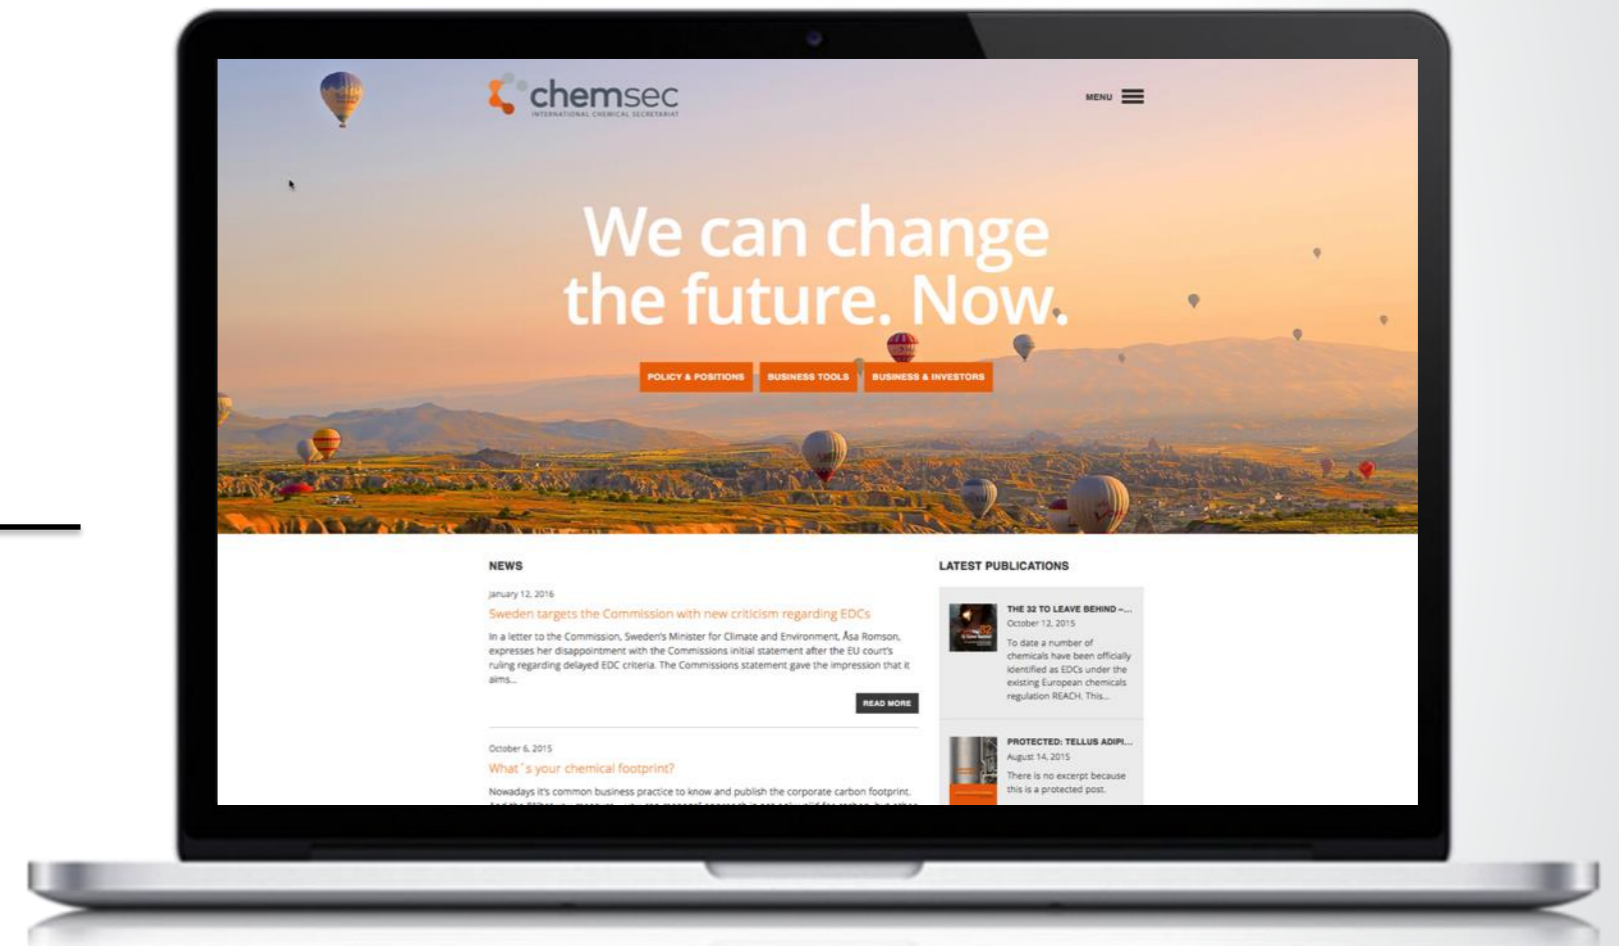 chemsec
INTERNATIONAL CHEMICAL SECRETARIAT
MENU
We can change
the future. Now.
POLICY & POSITIONS
BUSINESS TOOLS
BUSINESS & INVESTORS
NEWS
January 12, 2016
Sweden targets the Commission with new criticism regarding EDCs
In a letter to the Commission, Sweden's Minister for Climate and Environment, Åsa Romson,
expresses her disappointment with the Commissions initial statement after the EU court's
ruling regarding delayed EDC criteria. The Commissions statement gave the impression that it
aims...
READ MORE
October 6, 2015
What´s your chemical footprint?
Nowadays it's common business practice to know and publish the corporate carbon footprint.
LATEST PUBLICATIONS
THE 32 TO LEAVE BEHIND –...
October 12, 2015
To date a number of
chemicals have been officially
identified as EDCs under the
existing European chemicals
regulation REACH. This...
PROTECTED: TELLUS ADIPI...
August 14, 2015
There is no excerpt because
this is a protected post.